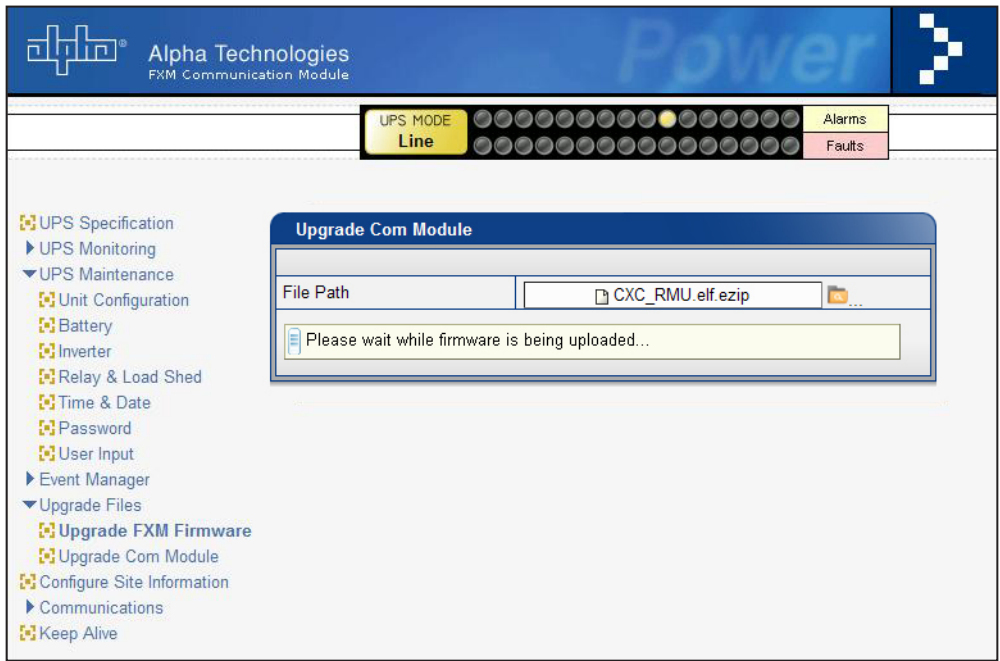 alpha®
Alpha Technologies
FXM Communication Module
Power
UPS MODE
Line
Alarms
Faults
UPS Specification
UPS Monitoring
UPS Maintenance
Unit Configuration
Battery
Inverter
Relay & Load Shed
Time & Date
Password
User Input
Event Manager
Upgrade Files
Upgrade FXM Firmware
Upgrade Com Module
Configure Site Information
Communications
Keep Alive
Upgrade Com Module
File Path
CXC_RMU.elf.ezip
...
Please wait while firmware is being uploaded...